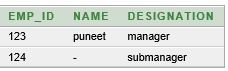 EMP_ID NAME DESIGNATION
123 puneet manager
124 - submanager